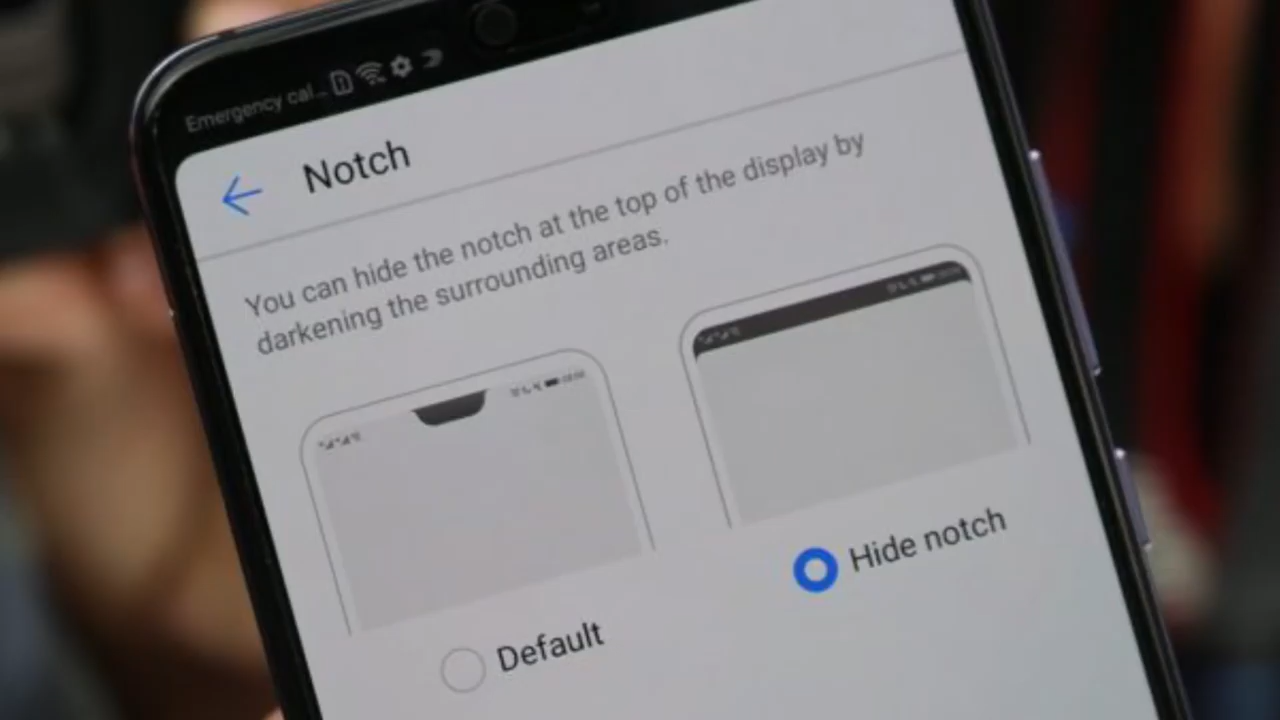 Emergency cal...
Notch
You can hide the notch at the top of the display by
darkening the surrounding areas.
Default
Hide notch